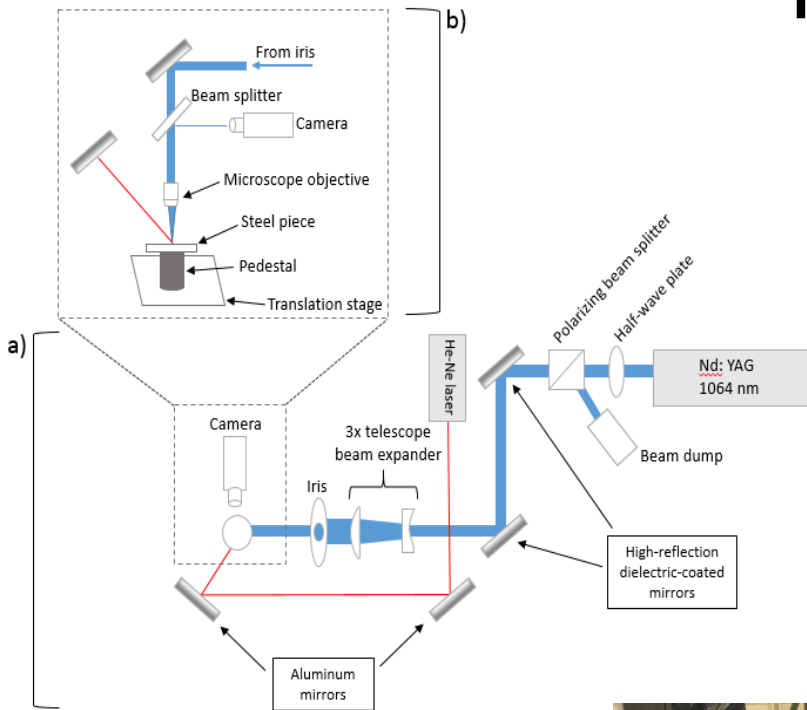 b)
From iris
Beam splitter
Camera
Microscope objective
Steel piece
Pedestal
Translation stage
a)
He-Ne laser
Polarizing beam splitter
Half-wave plate
Nd: YAG
1064 nm
Beam dump
Camera
3x telescope
beam expander
Iris
High-reflection
dielectric-coated
mirrors
Aluminum
mirrors